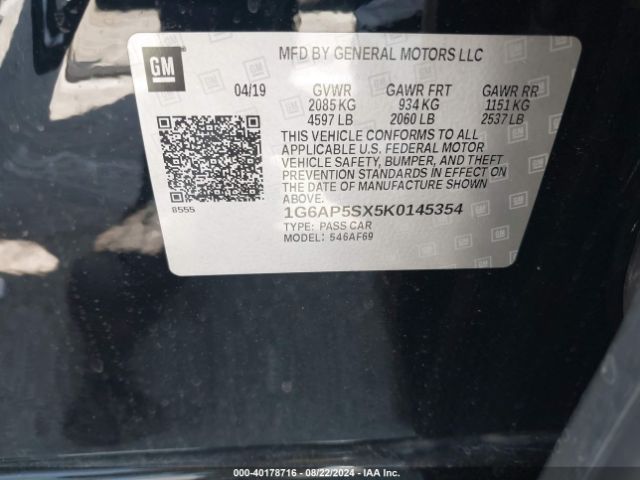 MFD BY GENERAL MOTORS LLC
GM
04/19 GVWR GAWR FRT GAWR RR
2085 KG 934 KG 1151 KG
4597 LB 2060 LB 2537 LB
THIS VEHICLE CONFORMS TO ALL
APPLICABLE U.S. FEDERAL MOTOR
VEHICLE SAFETY, BUMPER, AND THEFT
PREVENTION STANDARDS IN EFFECT ON
THE DATE OF MANUFACTURE SHOWN
ABOVE.
8555
1G6AP5SX5K0145354
TYPE: PASS CAR
MODEL: 546AF69
000-40178716 - 08/22/2024 - IAA Inc.